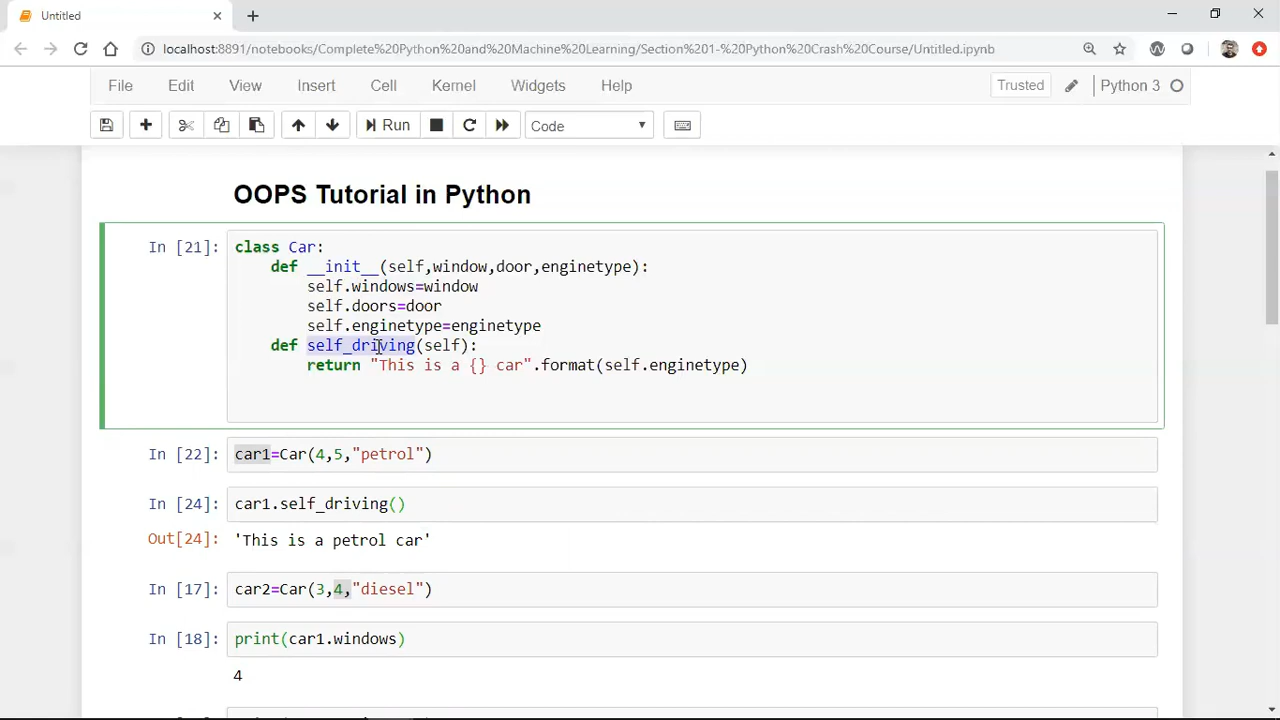 Untitled
localhost:8891/notebooks/Complete%20Python%20and%20Machine%20Learning/Section%201-%20Python%20Crash%20Course/Untitled.ipynb
File Edit View Insert Cell Kernel Widgets Help Trusted Python 3
Run Code
OOPS Tutorial in Python
In [21]: class Car:
def __init__(self,window,door,enginetype):
self.windows=window
self.doors=door
self.enginetype=enginetype
def self_driving(self):
return "This is a {} car".format(self.enginetype)
In [22]: car1=Car(4,5,"petrol")
In [24]: car1.self_driving()
Out[24]: 'This is a petrol car'
In [17]: car2=Car(3,4,"diesel")
In [18]: print(car1.windows)
4